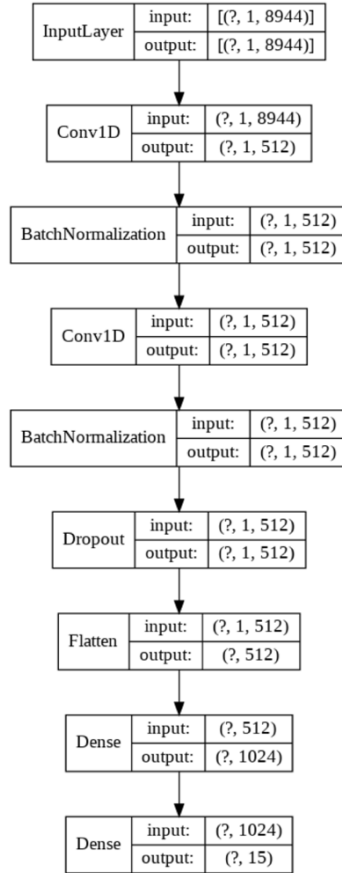 InputLayer
input: [(?, 1, 8944)]
output: [(?, 1, 8944)]
Conv1D
input: (?, 1, 8944)
output: (?, 1, 512)
BatchNormalization
input: (?, 1, 512)
output: (?, 1, 512)
Conv1D
input: (?, 1, 512)
output: (?, 1, 512)
BatchNormalization
input: (?, 1, 512)
output: (?, 1, 512)
Dropout
input: (?, 1, 512)
output: (?, 1, 512)
Flatten
input: (?, 1, 512)
output: (?, 512)
Dense
input: (?, 512)
output: (?, 1024)
Dense
input: (?, 1024)
output: (?, 15)